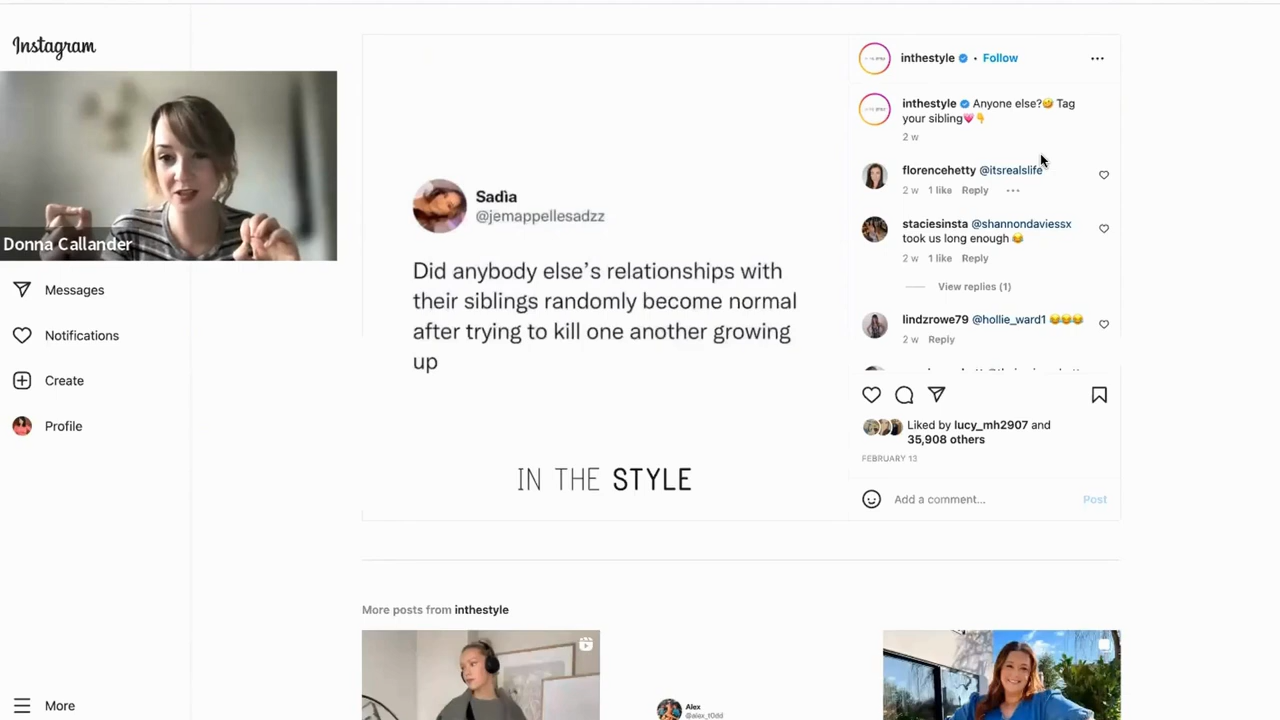 Instagram
Donna Callander
Messages
Notifications
Create
Profile
More
Sadìa
@jemappellesadzz
Did anybody else's relationships with
their siblings randomly become normal
after trying to kill one another growing
up
IN THE STYLE
inthestyle • Follow
inthestyle Anyone else?🤣 Tag
your sibling💗👇
2 w
florencehetty @itsrealslife
2 w 1 like Reply
staciesinsta @shannondaviessx
took us long enough 😂
2 w 1 like Reply
View replies (1)
lindzrowe79 @hollie_ward1 😂😂😂
2 w Reply
Liked by lucy_mh2907 and
35,908 others
FEBRUARY 13
Add a comment...
Post
More posts from inthestyle
Alex
@alex_t0dd